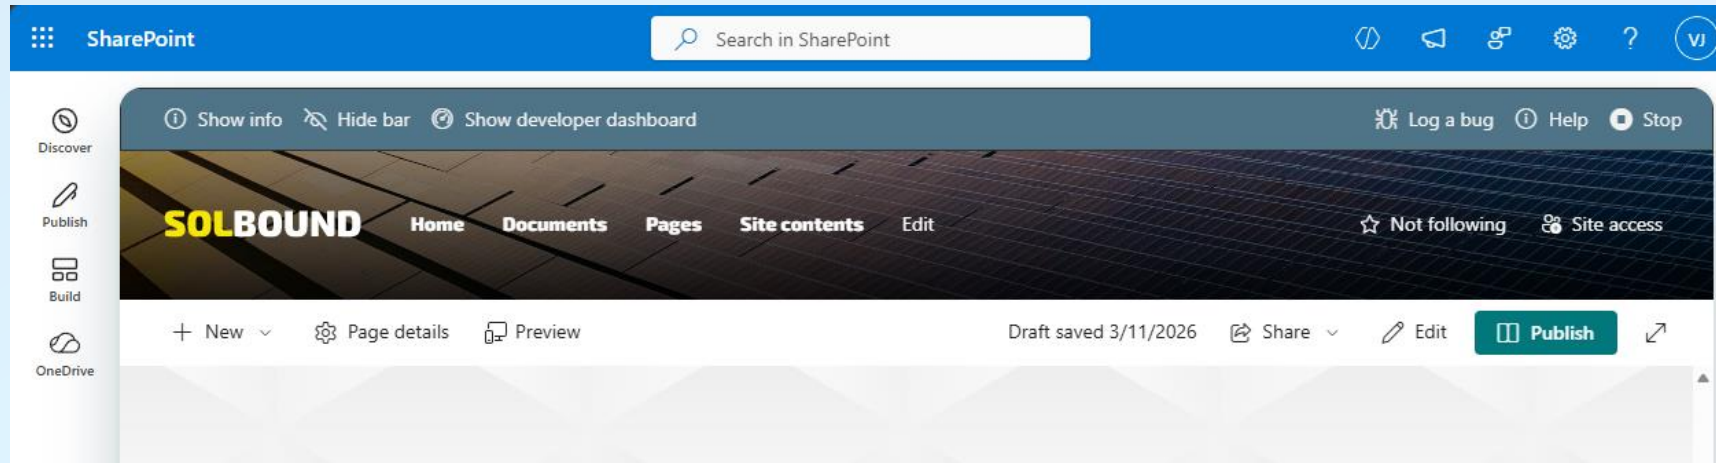 SharePoint Search in SharePoint ? VJ
Discover
Publish
Build
OneDrive
Show info Hide bar Show developer dashboard Log a bug Help Stop
SOLBOUND Home Documents Pages Site contents Edit Not following Site access
+ New Page details Preview Draft saved 3/11/2026 Share Edit Publish